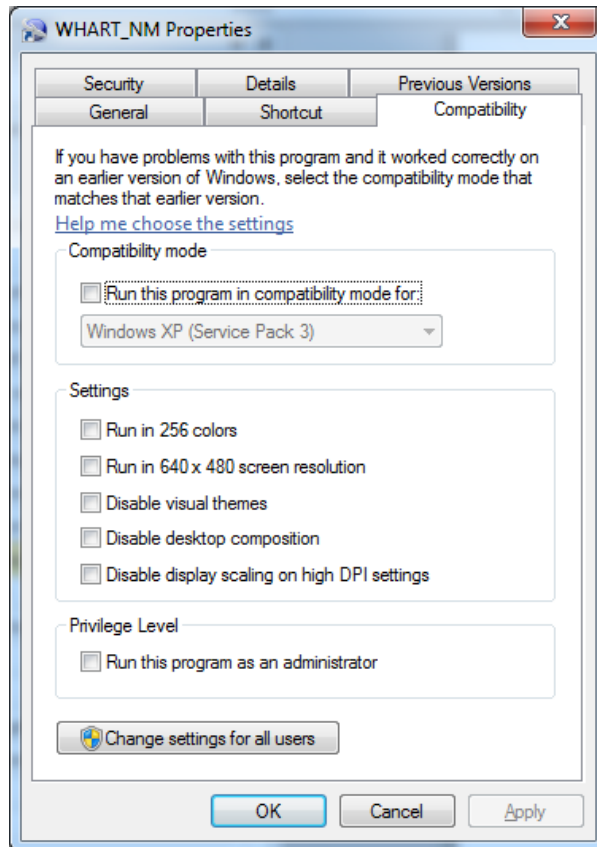 WHART_NM Properties
Security
Details
Previous Versions
General
Shortcut
Compatibility
If you have problems with this program and it worked correctly on
an earlier version of Windows, select the compatibility mode that
matches that earlier version.
Help me choose the settings
Compatibility mode
Run this program in compatibility mode for:
Windows XP (Service Pack 3)
Settings
Run in 256 colors
Run in 640 x 480 screen resolution
Disable visual themes
Disable desktop composition
Disable display scaling on high DPI settings
Privilege Level
Run this program as an administrator
Change settings for all users
OK
Cancel
Apply